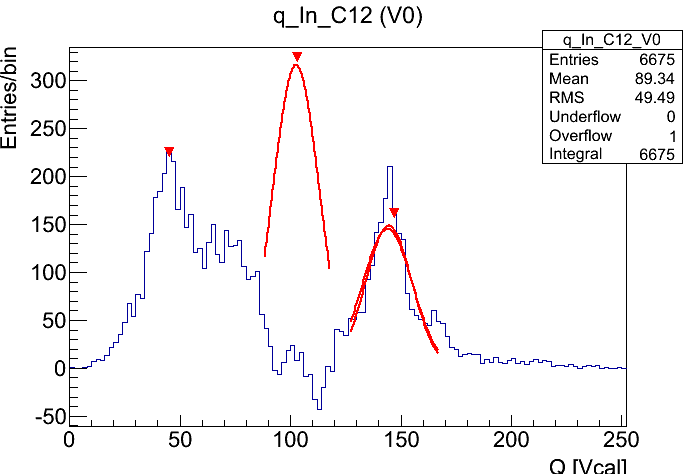 q_In_C12 (V0)
q_In_C12_V0
Entries 6675
Mean 89.34
RMS 49.49
Underflow 0
Overflow 1
Integral 6675
Entries/bin
300
250
200
150
100
50
0
-50
0 50 100 150 200 250
Q [Vcal]